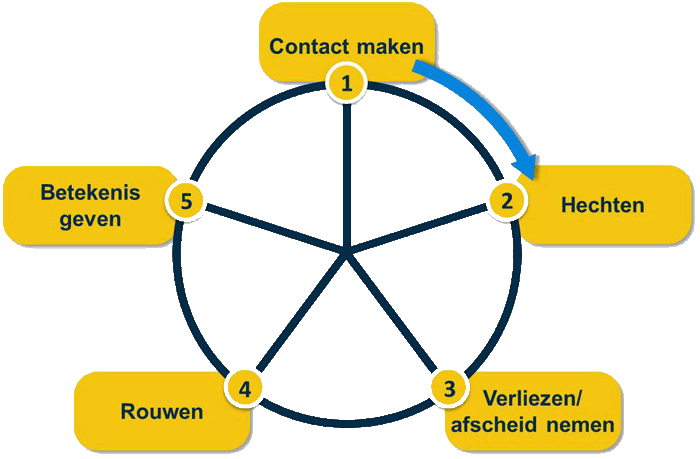 Contact maken
1
2
Hechten
3
Verliezen/
afscheid nemen
4
Rouwen
5
Betekenis
geven